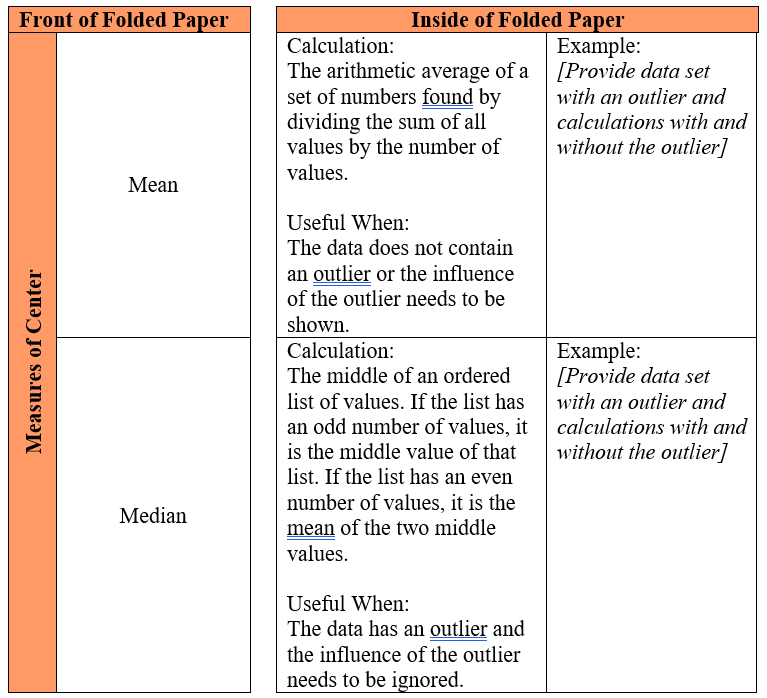 Front of Folded Paper
Inside of Folded Paper
Measures of Center
Mean
Calculation:
The arithmetic average of a
set of numbers found by
dividing the sum of all
values by the number of
values.
Useful When:
The data does not contain
an outlier or the influence
of the outlier needs to be
shown.
Example:
[Provide data set
with an outlier and
calculations with and
without the outlier]
Median
Calculation:
The middle of an ordered
list of values. If the list has
an odd number of values, it
is the middle value of that
list. If the list has an even
number of values, it is the
mean of the two middle
values.
Useful When:
The data has an outlier and
the influence of the outlier
needs to be ignored.
Example:
[Provide data set
with an outlier and
calculations with and
without the outlier]